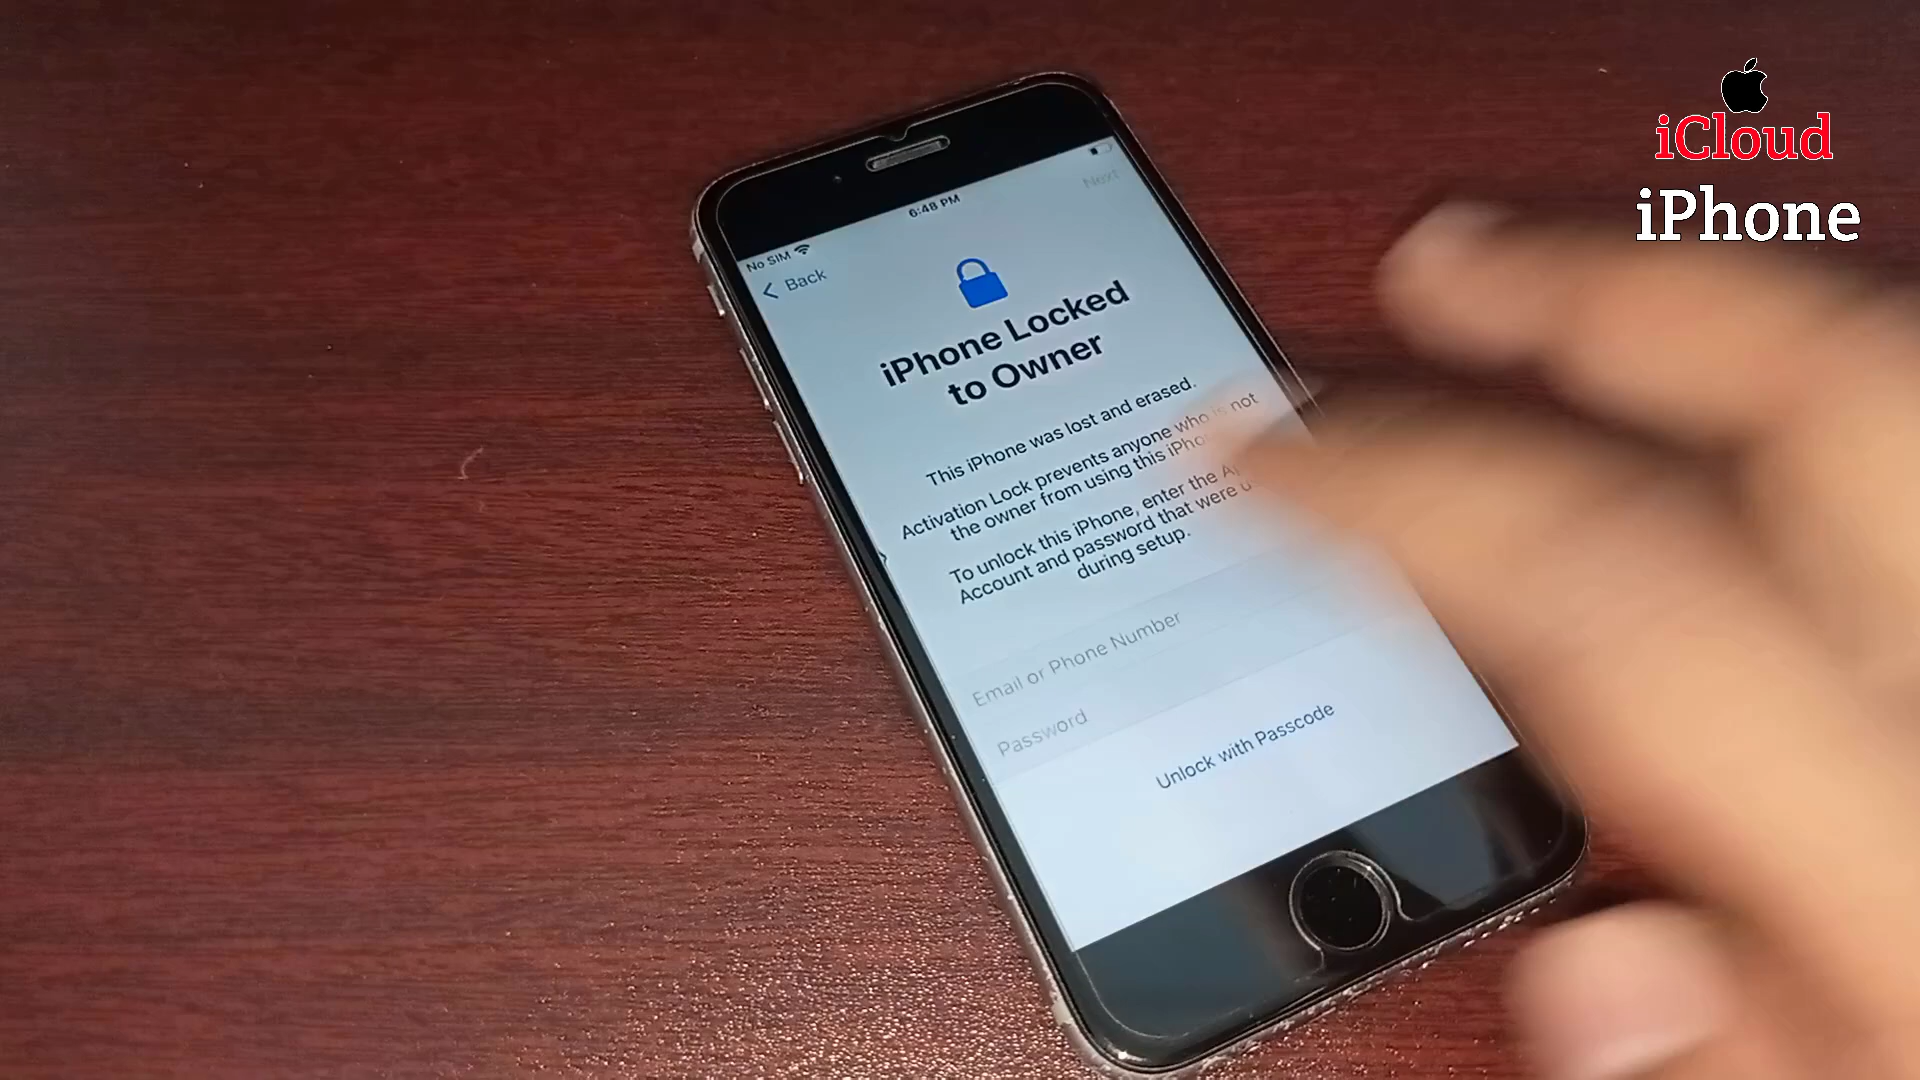 iCloud
iPhone
No SIM
6:48 PM
Back
Next
iPhone Locked
to Owner
This iPhone was lost and erased.
Activation Lock prevents anyone who is not
the owner from using this
To unlock this iPhone, enter the
Account and password that were
during setup.
Email or Phone Number
Password
Unlock with Passcode